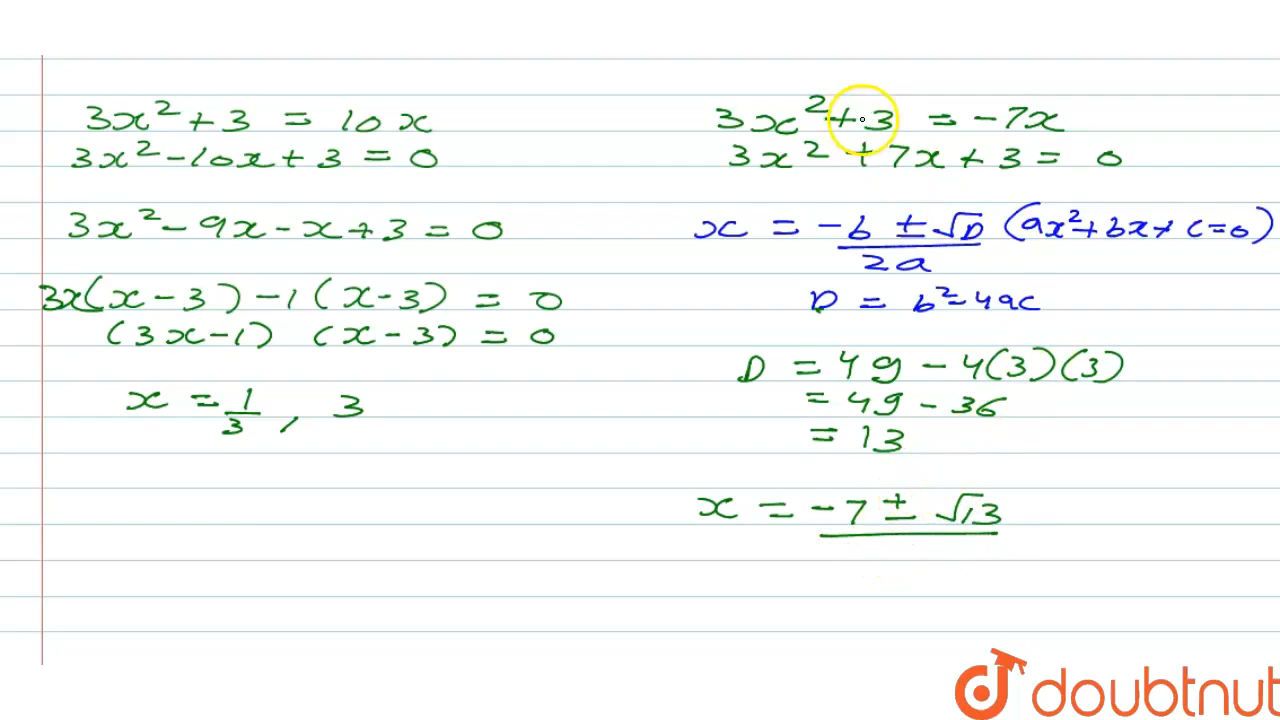 3x² + 3 = 10x
3x² - 10x + 3 = 0
3x² - 9x - x + 3 = 0
3x(x - 3) - 1(x - 3) = 0
(3x - 1) (x - 3) = 0
x = 1/3 , 3
3x² + 3 = -7x
3x² + 7x + 3 = 0
x = (-b ± √D)/2a (ax² + bx + c = 0)
D = b² - 4ac
D = 49 - 4(3)(3)
= 49 - 36
= 13
x = -7 ± √13
doubtnut